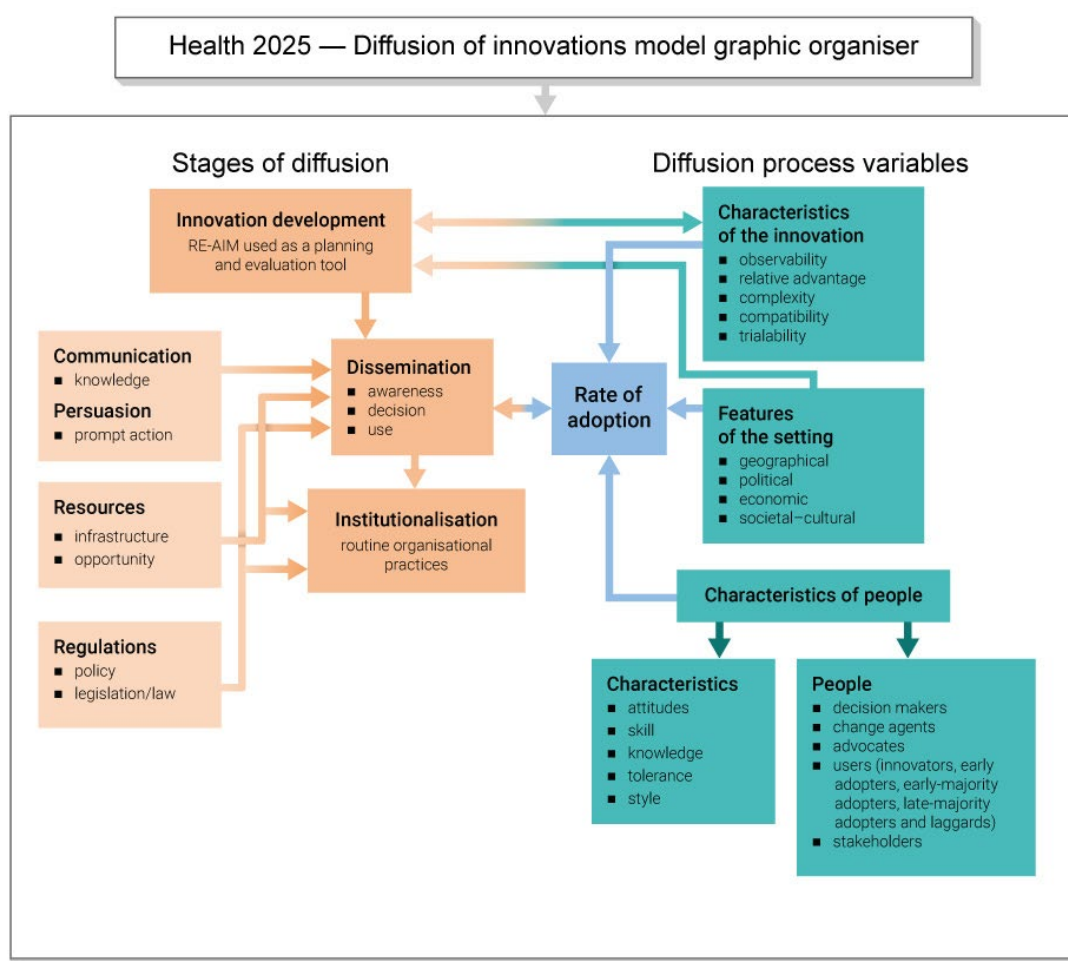 Health 2025 — Diffusion of innovations model graphic organiser
Stages of diffusion
Innovation development
RE-AIM used as a planning
and evaluation tool
Communication
■ knowledge
Persuasion
■ prompt action
Dissemination
■ awareness
■ decision
■ use
Resources
■ infrastructure
■ opportunity
Institutionalisation
routine organisational
practices
Regulations
■ policy
■ legislation/law
Rate of
adoption
Diffusion process variables
Characteristics
of the innovation
■ observability
■ relative advantage
■ complexity
■ compatibility
■ trialability
Features
of the setting
■ geographical
■ political
■ economic
■ societal–cultural
Characteristics of people
Characteristics
■ attitudes
■ skill
■ knowledge
■ tolerance
■ style
People
■ decision makers
■ change agents
■ advocates
■ users (innovators, early
adopters, early-majority
adopters, late-majority
adopters and laggards)
■ stakeholders